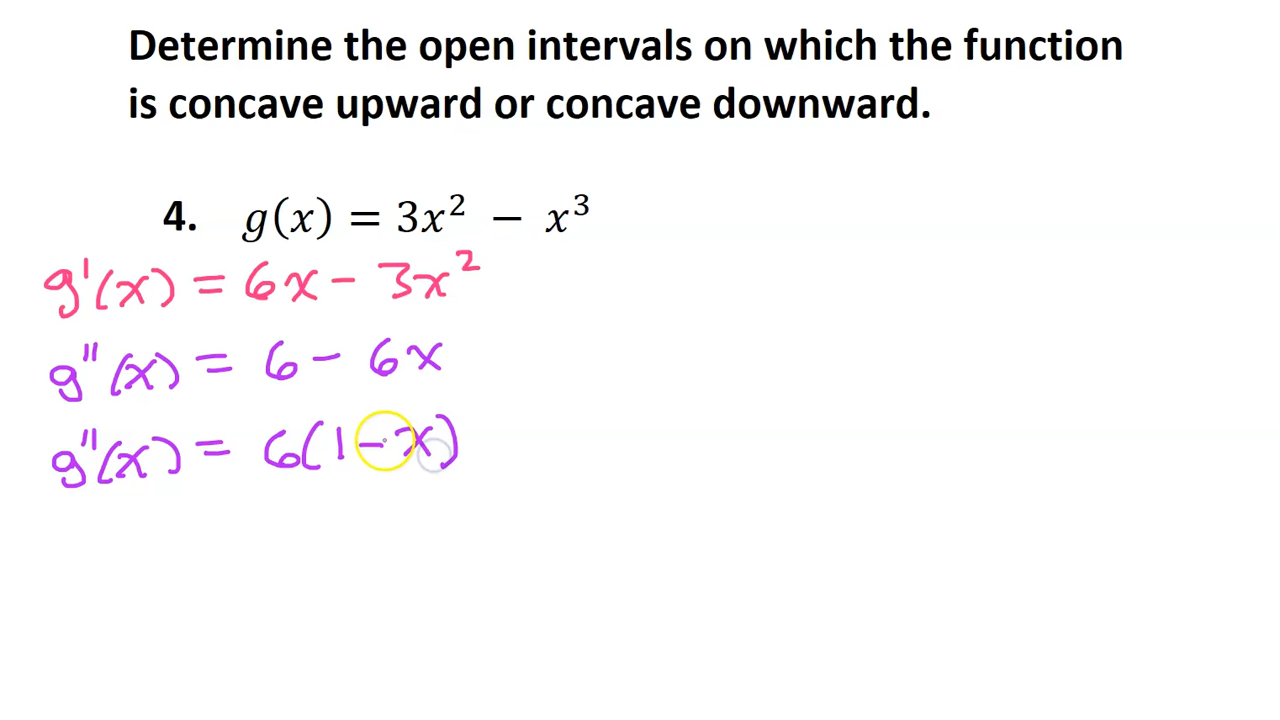 Determine the open intervals on which the function
is concave upward or concave downward.
4. g(x) = 3x² − x³
g'(x) = 6x − 3x²
g''(x) = 6 − 6x
g''(x) = 6(1 − x)